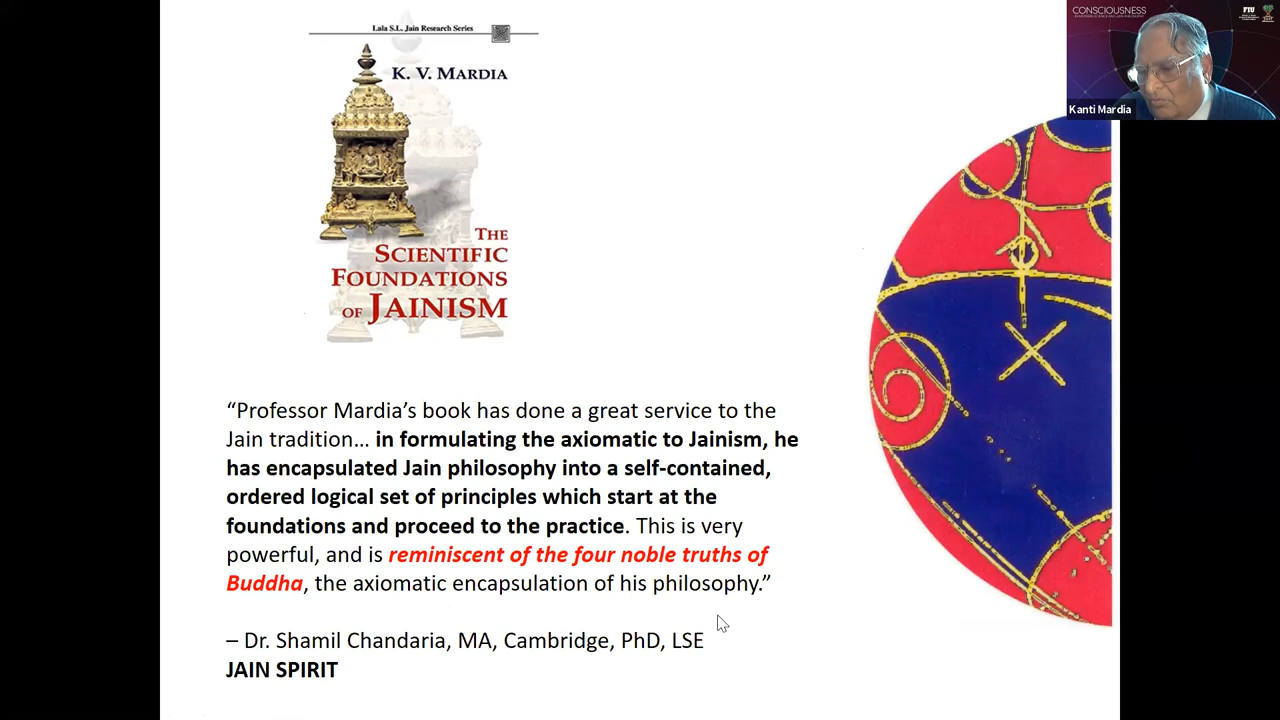 Lala S.L. Jain Research Series
K. V. MARDIA
THE
SCIENTIFIC
FOUNDATIONS
OF JAINISM
“Professor Mardia’s book has done a great service to the
Jain tradition… in formulating the axiomatic to Jainism, he
has encapsulated Jain philosophy into a self-contained,
ordered logical set of principles which start at the
foundations and proceed to the practice. This is very
powerful, and is reminiscent of the four noble truths of
Buddha, the axiomatic encapsulation of his philosophy.”
– Dr. Shamil Chandaria, MA, Cambridge, PhD, LSE
JAIN SPIRIT
CONSCIOUSNESS
FIU
Kanti Mardia